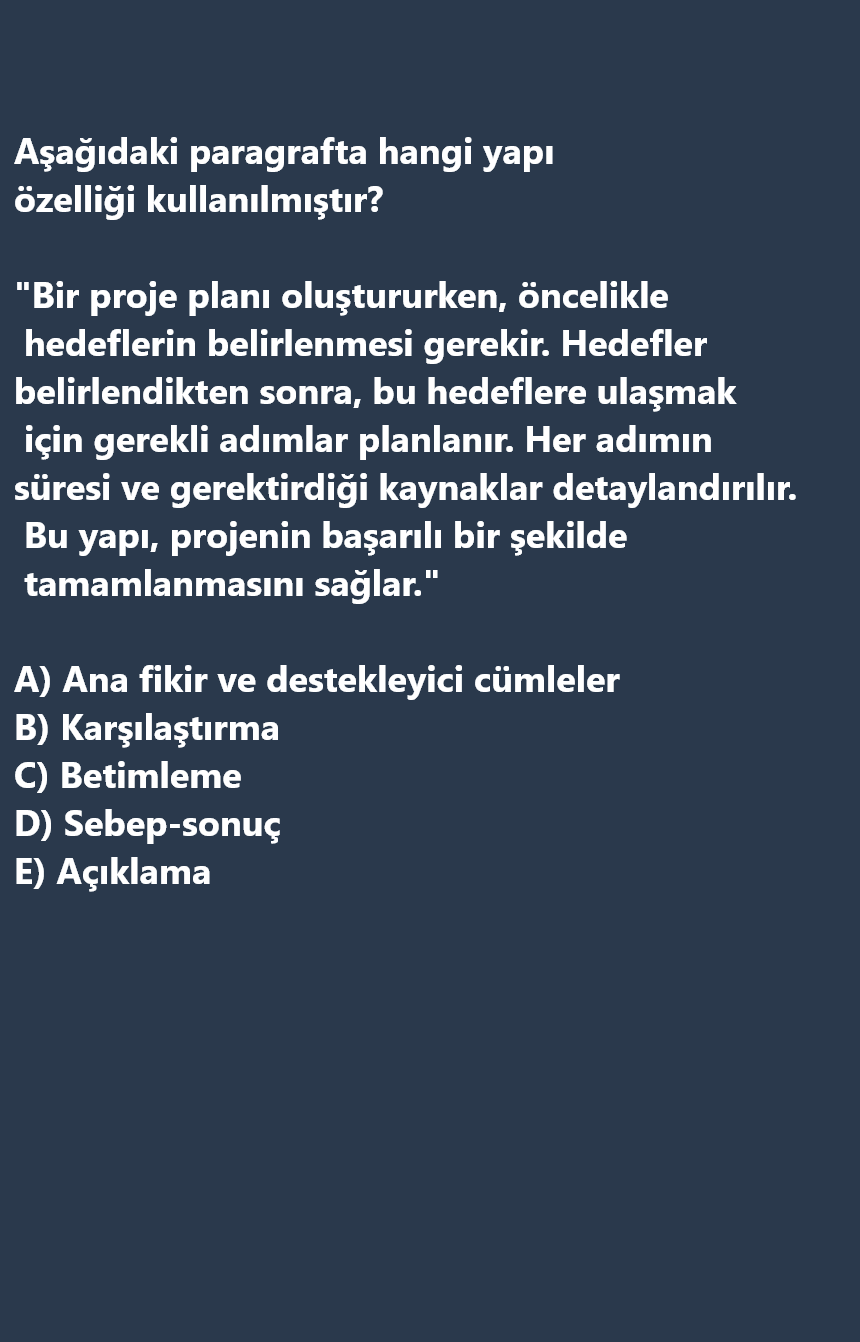 Aşağıdaki paragrafta hangi yapı
özelliği kullanılmıştır?
"Bir proje planı oluştururken, öncelikle
hedeflerin belirlenmesi gerekir. Hedefler
belirlendikten sonra, bu hedeflere ulaşmak
için gerekli adımlar planlanır. Her adımın
süresi ve gerektirdiği kaynaklar detaylandırılır.
Bu yapı, projenin başarılı bir şekilde
tamamlanmasını sağlar."
A) Ana fikir ve destekleyici cümleler
B) Karşılaştırma
C) Betimleme
D) Sebep-sonuç
E) Açıklama